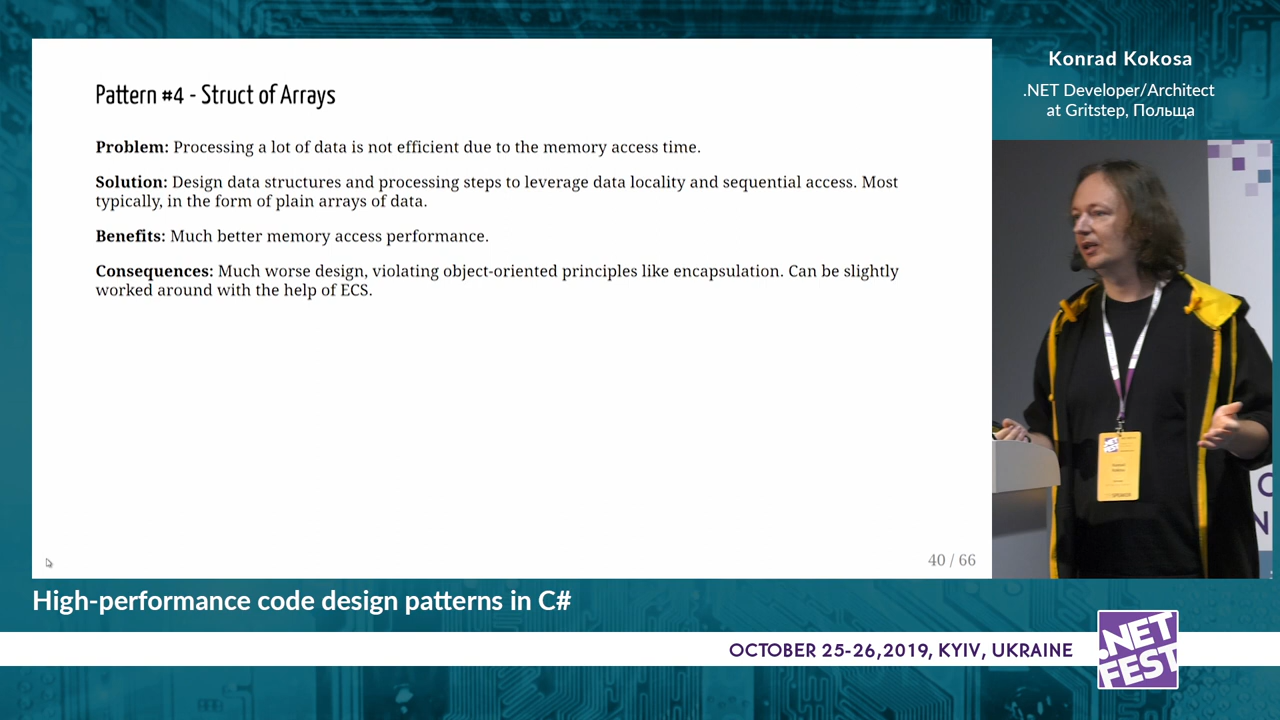 Pattern #4 - Struct of Arrays
Problem: Processing a lot of data is not efficient due to the memory access time.
Solution: Design data structures and processing steps to leverage data locality and sequential access. Most
typically, in the form of plain arrays of data.
Benefits: Much better memory access performance.
Consequences: Much worse design, violating object-oriented principles like encapsulation. Can be slightly
worked around with the help of ECS.
40 / 66
Konrad Kokosa
.NET Developer/Architect
at Gritstep, Польща
High-performance code design patterns in C#
OCTOBER 25-26,2019, KYIV, UKRAINE
.NET
FEST